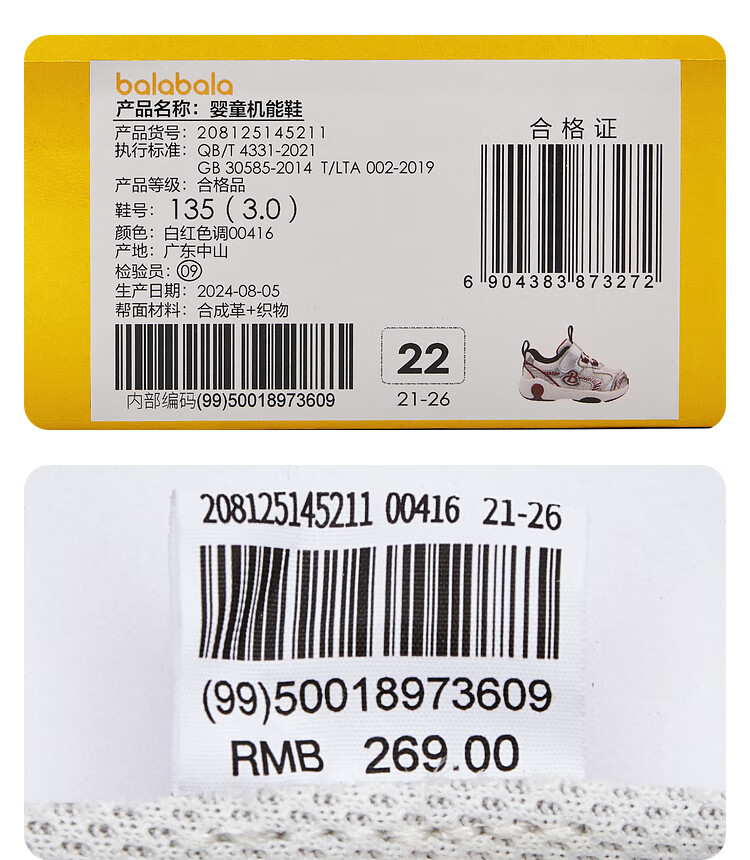 balabala
产品名称：婴童机能鞋
产品货号：208125145211
执行标准：QB/T 4331-2021
GB 30585-2014 T/LTA 002-2019
产品等级：合格品
鞋号：135（3.0）
颜色：白红色调00416
产地：广东中山
检验员：09
生产日期：2024-08-05
帮面材料：合成革+织物
内部编码(99)50018973609
合格证
6 904383 873272
22
21-26
208125145211 00416 21-26
(99)50018973609
RMB 269.00